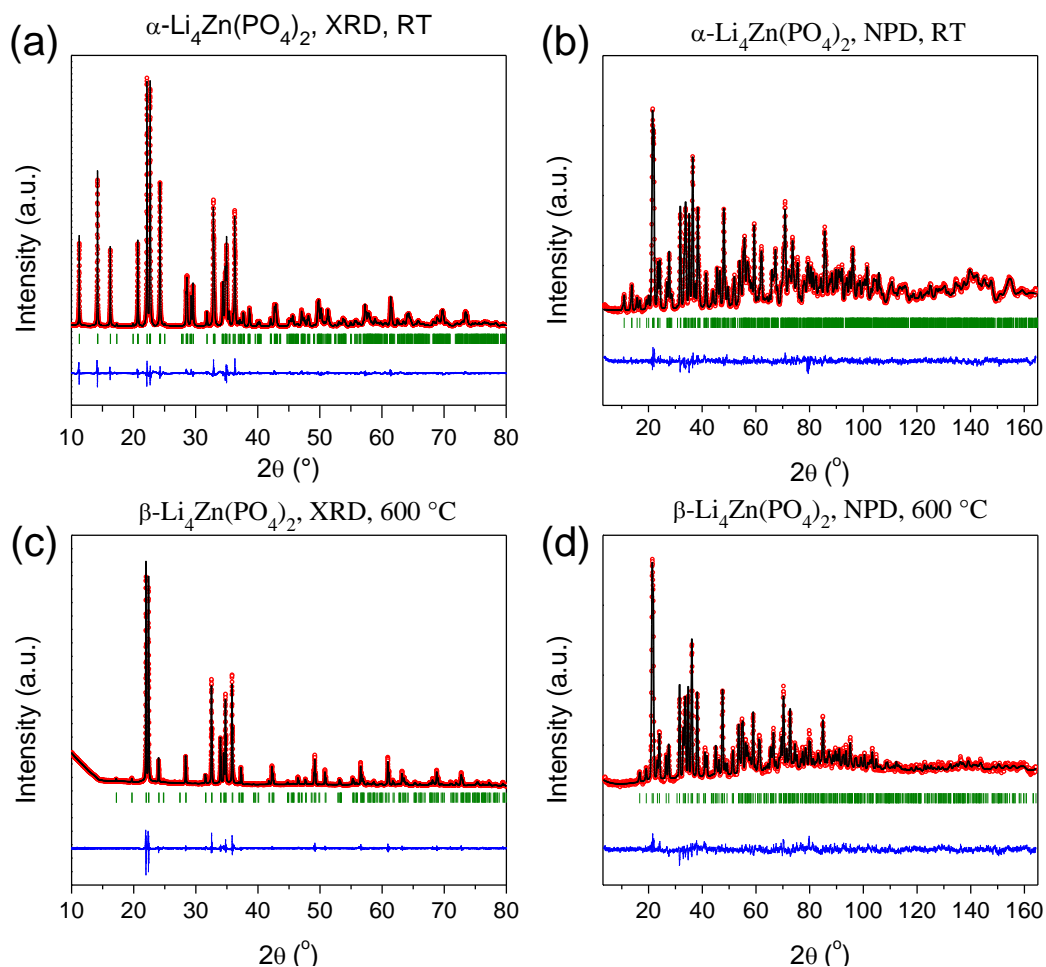 (a)
α-Li₄Zn(PO₄)₂, XRD, RT
Intensity (a.u.)
10 20 30 40 50 60 70 80
2θ (°)
(b)
α-Li₄Zn(PO₄)₂, NPD, RT
Intensity (a.u.)
20 40 60 80 100 120 140 160
2θ (°)
(c)
β-Li₄Zn(PO₄)₂, XRD, 600 °C
Intensity (a.u.)
10 20 30 40 50 60 70 80
2θ (°)
(d)
β-Li₄Zn(PO₄)₂, NPD, 600 °C
Intensity (a.u.)
20 40 60 80 100 120 140 160
2θ (°)